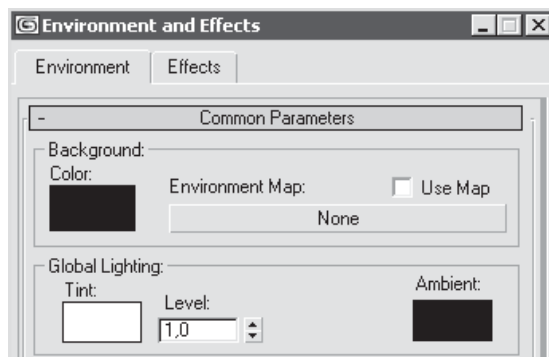 Environment and Effects
Environment Effects
- Common Parameters
Background:
Color:
Environment Map: Use Map
None
Global Lighting:
Tint:
Level:
Ambient:
1,0